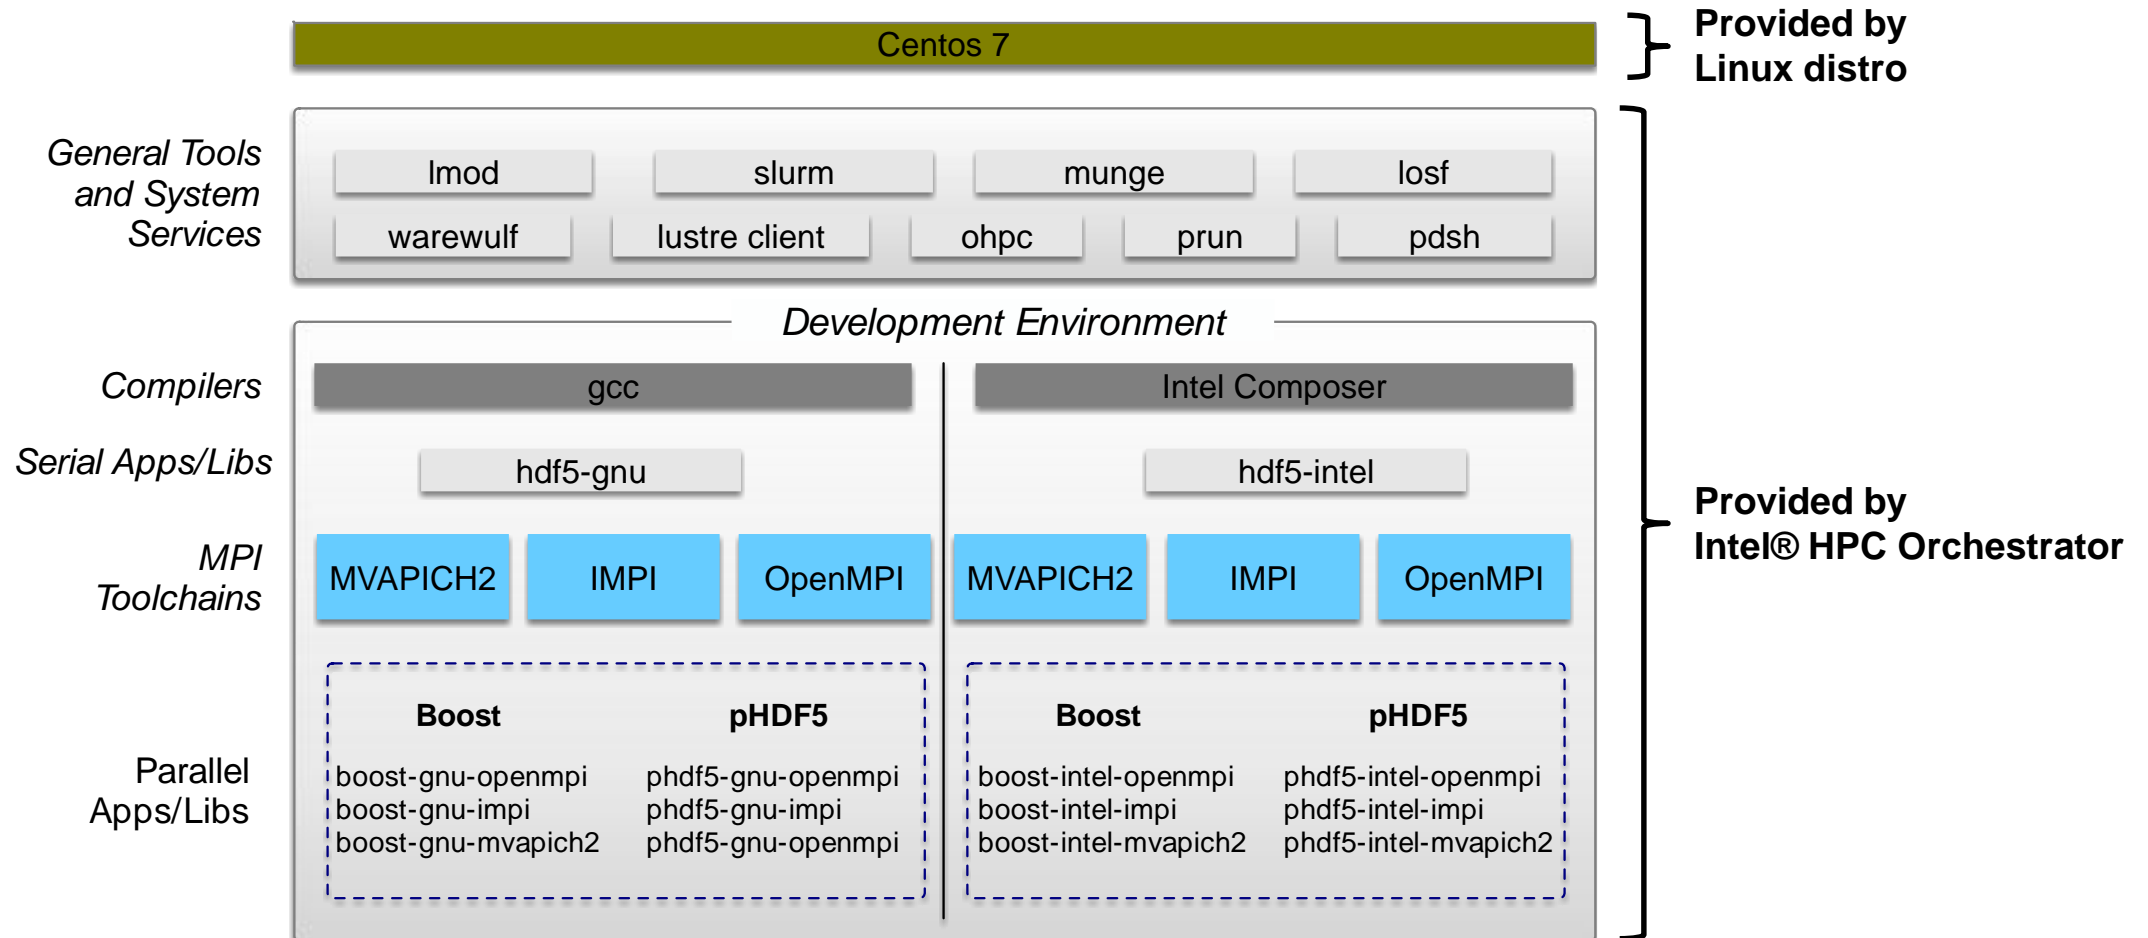 Centos 7
Provided by
Linux distro
General Tools
and System
Services
lmod slurm munge losf
warewulf lustre client ohpc prun pdsh
Development Environment
Compilers
gcc Intel Composer
Serial Apps/Libs
hdf5-gnu hdf5-intel
Provided by
Intel® HPC Orchestrator
MPI
Toolchains
MVAPICH2 IMPI OpenMPI MVAPICH2 IMPI OpenMPI
Parallel
Apps/Libs
Boost pHDF5 Boost pHDF5
boost-gnu-openmpi phdf5-gnu-openmpi boost-intel-openmpi phdf5-intel-openmpi
boost-gnu-impi phdf5-gnu-impi boost-intel-impi phdf5-intel-impi
boost-gnu-mvapich2 phdf5-gnu-openmpi boost-intel-mvapich2 phdf5-intel-mvapich2